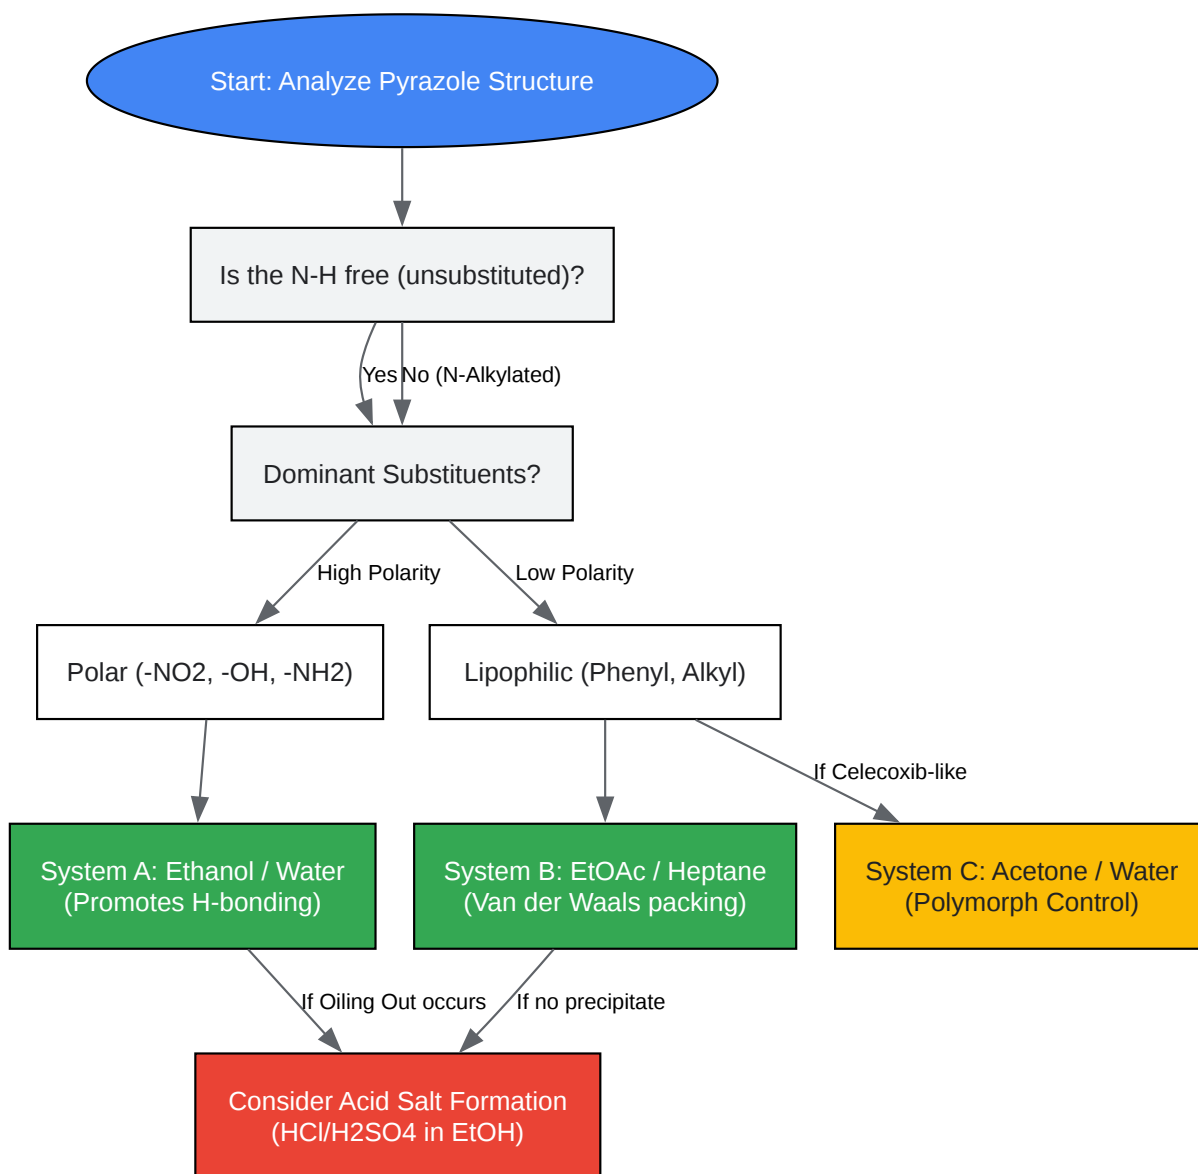 Start: Analyze Pyrazole Structure
Is the N-H free (unsubstituted)?
Yes
No (N-Alkylated)
Dominant Substituents?
High Polarity
Low Polarity
Polar (-NO2, -OH, -NH2)
Lipophilic (Phenyl, Alkyl)
If Celecoxib-like
System A: Ethanol / Water
(Promotes H-bonding)
System B: EtOAc / Heptane
(Van der Waals packing)
System C: Acetone / Water
(Polymorph Control)
If Oiling Out occurs
If no precipitate
Consider Acid Salt Formation
(HCl/H2SO4 in EtOH)